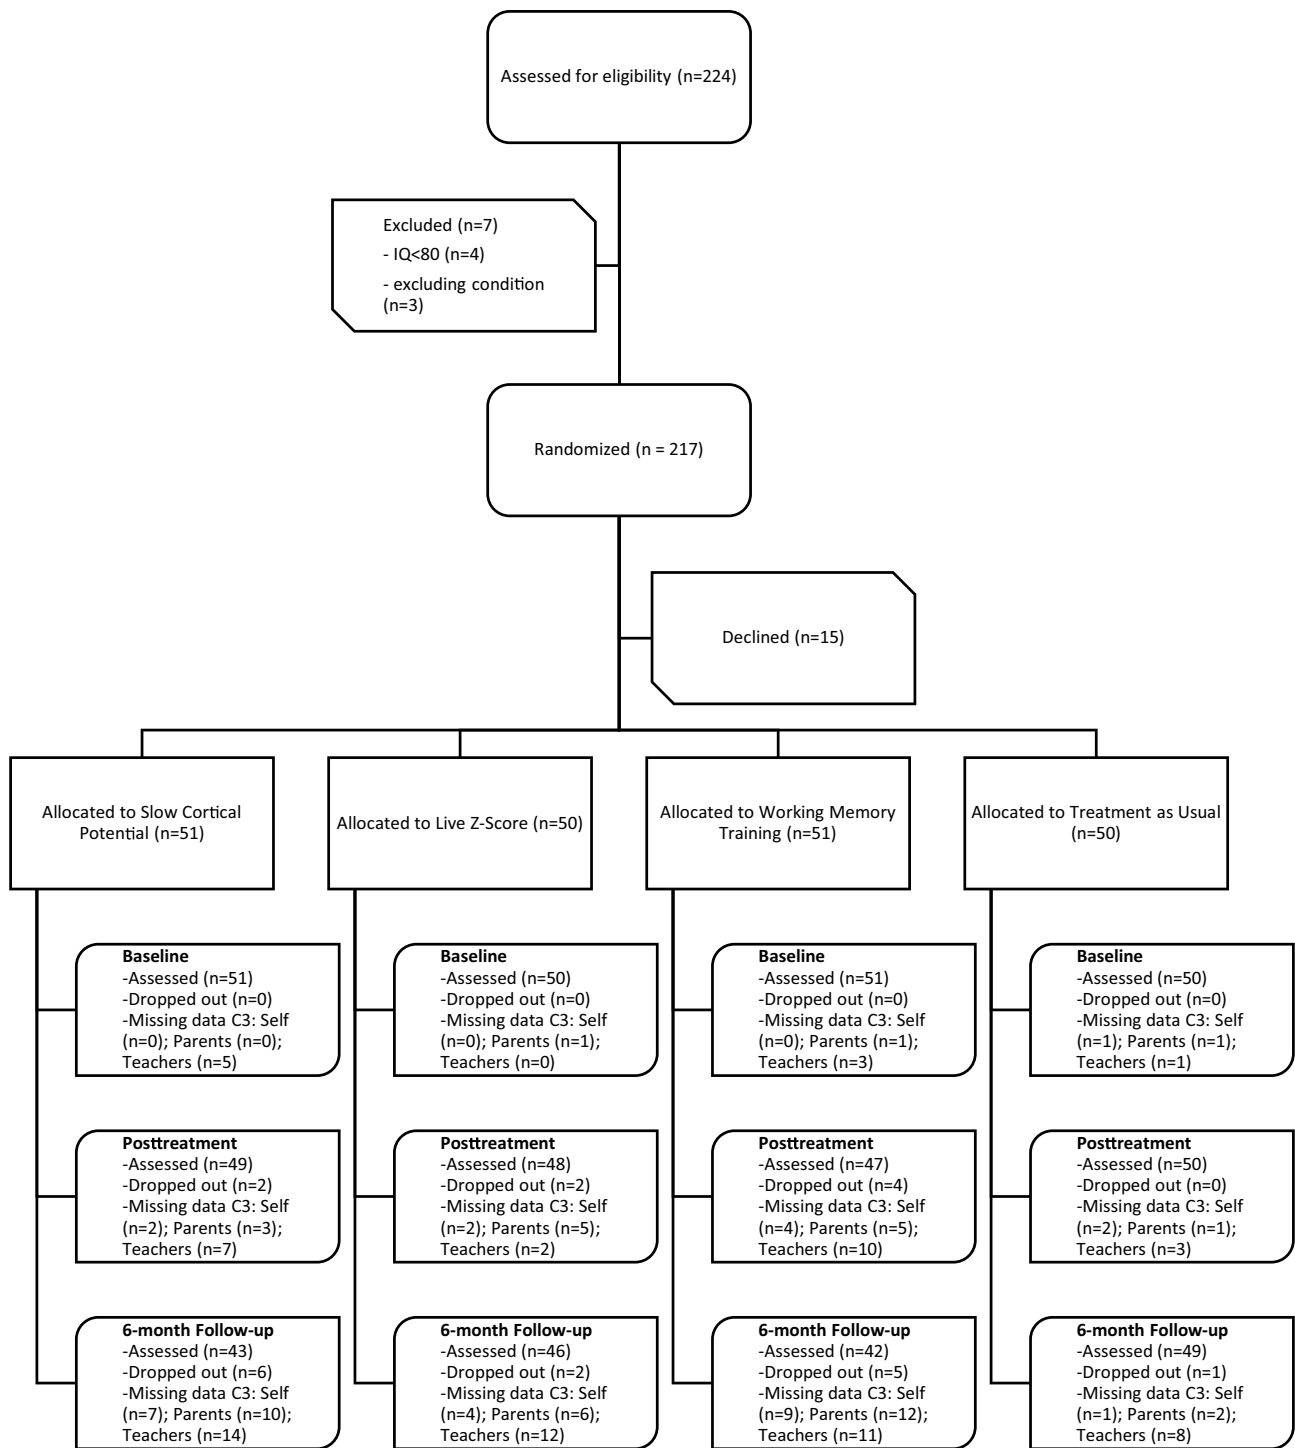 Assessed for eligibility (n=224)
Excluded (n=7)
- IQ<80 (n=4)
- excluding condition
(n=3)
Randomized (n = 217)
Declined (n=15)
Allocated to Slow Cortical
Potential (n=51)
Allocated to Live Z-Score (n=50)
Allocated to Working Memory
Training (n=51)
Allocated to Treatment as Usual
(n=50)
Baseline
-Assessed (n=51)
-Dropped out (n=0)
-Missing data C3: Self
(n=0); Parents (n=0);
Teachers (n=5)
Baseline
-Assessed (n=50)
-Dropped out (n=0)
-Missing data C3: Self
(n=0); Parents (n=1);
Teachers (n=0)
Baseline
-Assessed (n=51)
-Dropped out (n=0)
-Missing data C3: Self
(n=0); Parents (n=1);
Teachers (n=3)
Baseline
-Assessed (n=50)
-Dropped out (n=0)
-Missing data C3: Self
(n=1); Parents (n=1);
Teachers (n=1)
Posttreatment
-Assessed (n=49)
-Dropped out (n=2)
-Missing data C3: Self
(n=2); Parents (n=3);
Teachers (n=7)
Posttreatment
-Assessed (n=48)
-Dropped out (n=2)
-Missing data C3: Self
(n=2); Parents (n=5);
Teachers (n=2)
Posttreatment
-Assessed (n=47)
-Dropped out (n=4)
-Missing data C3: Self
(n=4); Parents (n=5);
Teachers (n=10)
Posttreatment
-Assessed (n=50)
-Dropped out (n=0)
-Missing data C3: Self
(n=2); Parents (n=1);
Teachers (n=3)
6-month Follow-up
-Assessed (n=43)
-Dropped out (n=6)
-Missing data C3: Self
(n=7); Parents (n=10);
Teachers (n=14)
6-month Follow-up
-Assessed (n=46)
-Dropped out (n=2)
-Missing data C3: Self
(n=4); Parents (n=6);
Teachers (n=12)
6-month Follow-up
-Assessed (n=42)
-Dropped out (n=5)
-Missing data C3: Self
(n=9); Parents (n=12);
Teachers (n=11)
6-month Follow-up
-Assessed (n=49)
-Dropped out (n=1)
-Missing data C3: Self
(n=1); Parents (n=2);
Teachers (n=8)